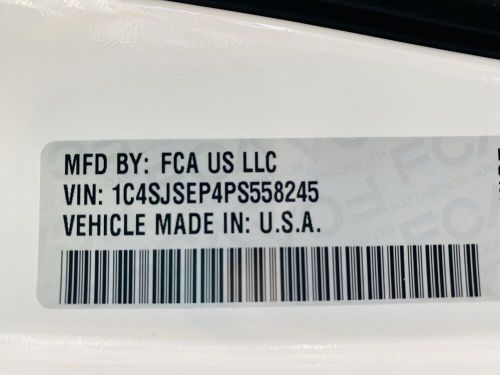 MFD BY: FCA US LLC
VIN: 1C4SJSEP4PS558245
VEHICLE MADE IN: U.S.A.